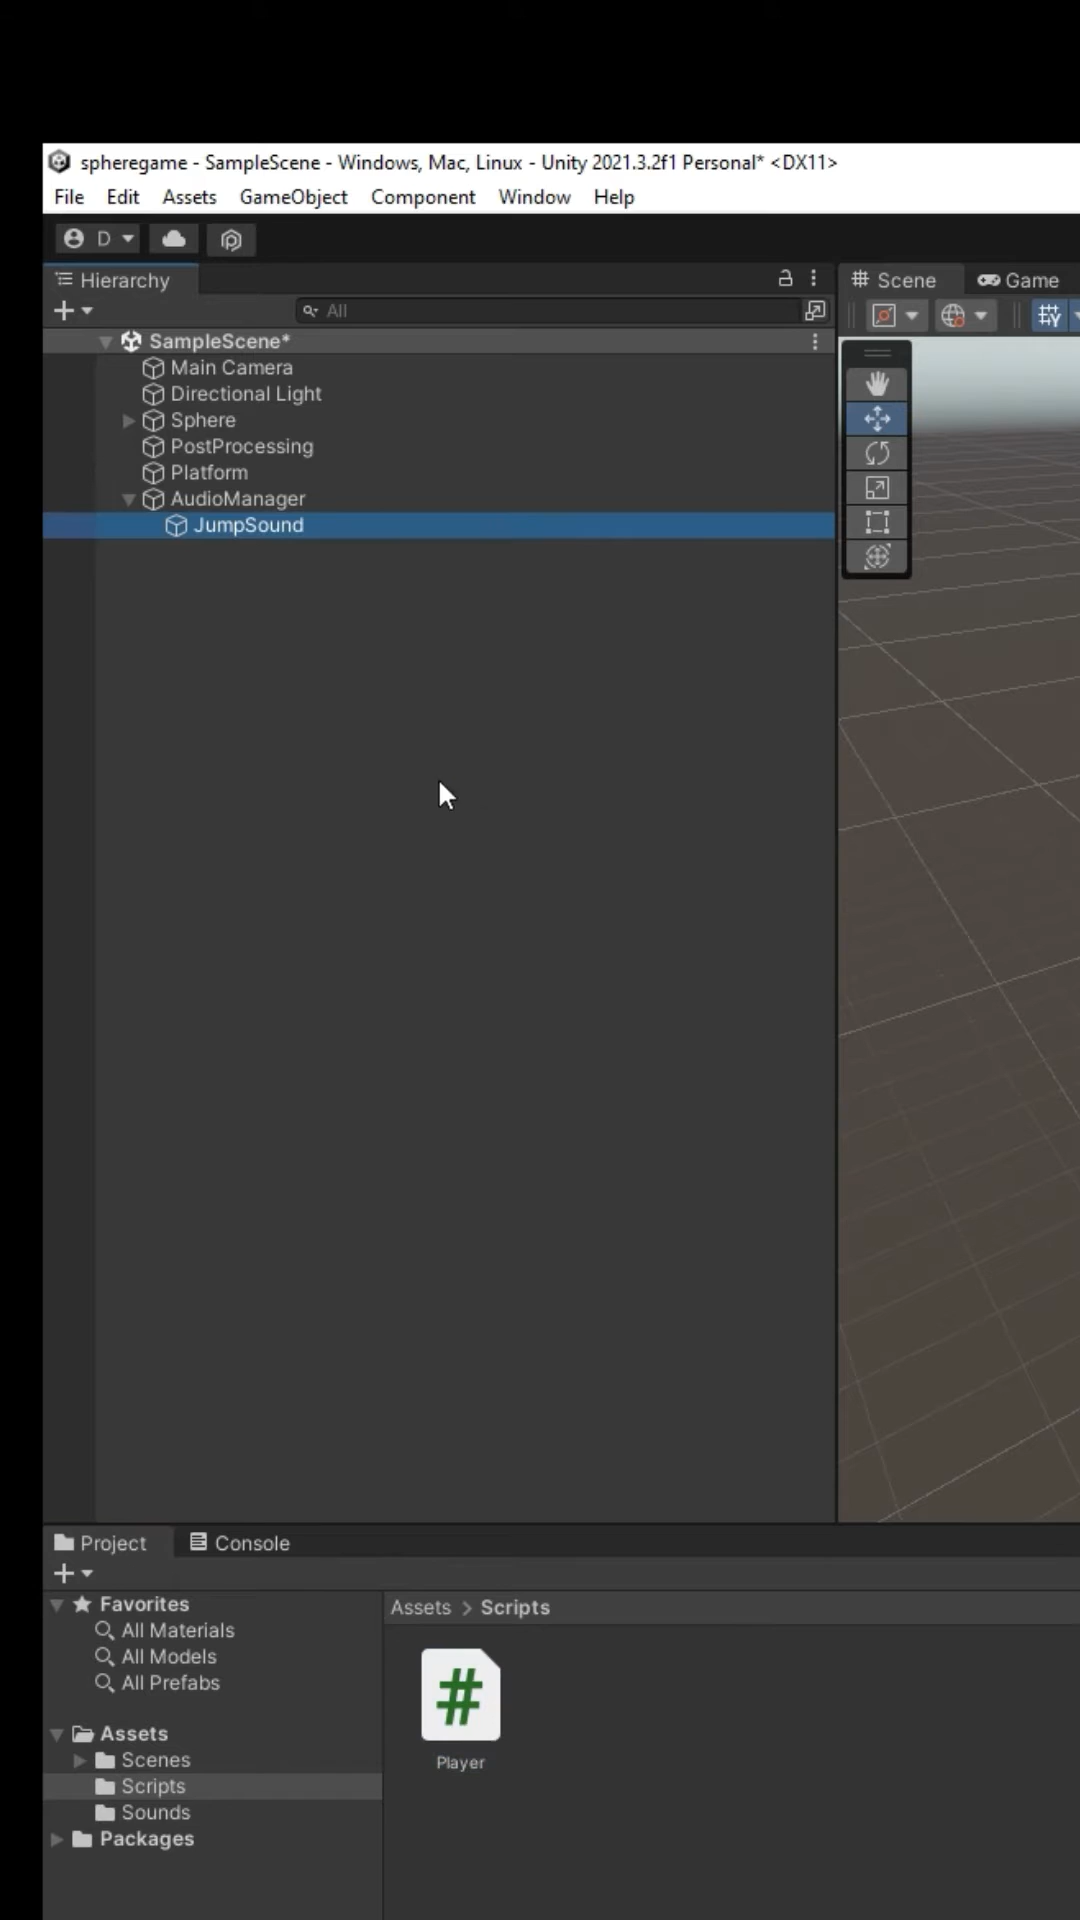 spheregame - SampleScene - Windows, Mac, Linux - Unity 2021.3.2f1 Personal* <DX11>
File Edit Assets GameObject Component Window Help
D
Hierarchy
Scene
Game
All
SampleScene*
Main Camera
Directional Light
Sphere
PostProcessing
Platform
AudioManager
JumpSound
Project
Console
Favorites
All Materials
All Models
All Prefabs
Assets
Scenes
Scripts
Sounds
Packages
Assets > Scripts
#
Player